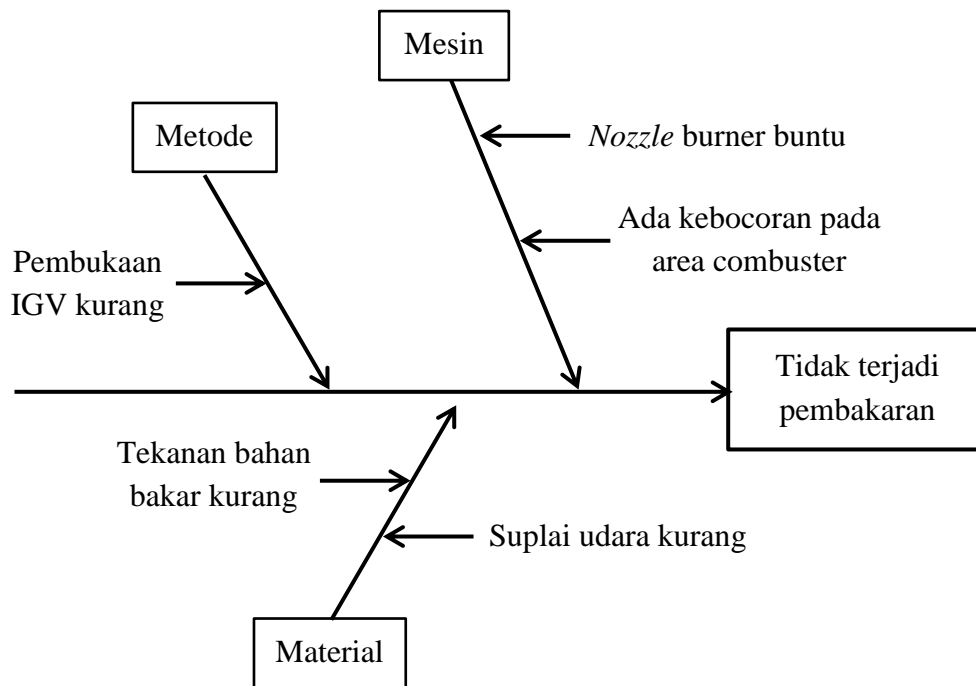 Mesin
Metode
Nozzle burner buntu
Ada kebocoran pada
area combuster
Pembukaan
IGV kurang
Tidak terjadi
pembakaran
Tekanan bahan
bakar kurang
Suplai udara kurang
Material